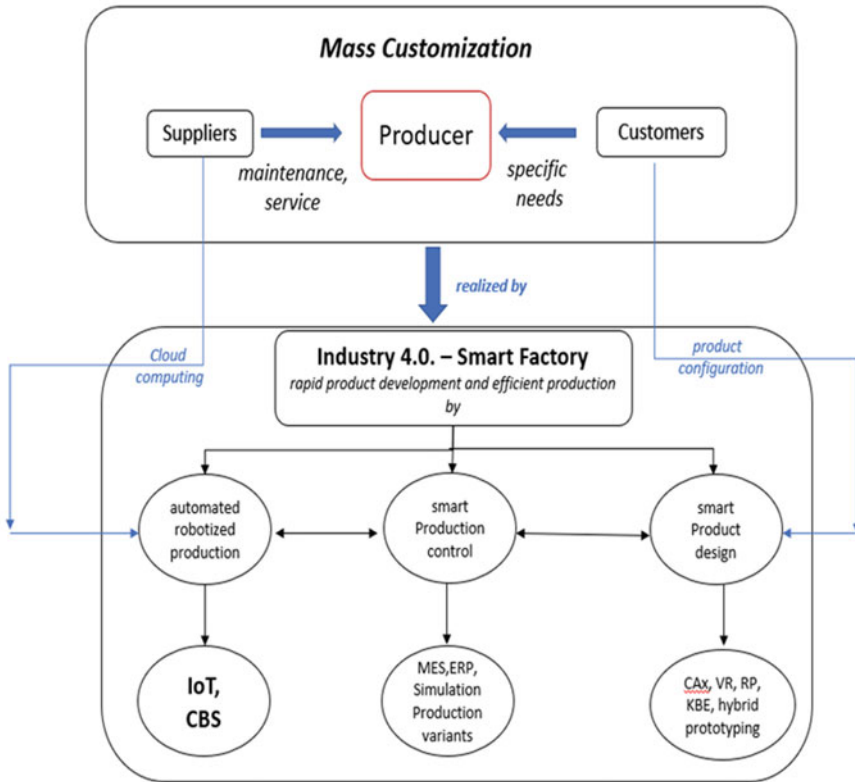 Mass Customization
Suppliers
Producer
Customers
maintenance,
service
specific
needs
realized by
Cloud
computing
product
configuration
Industry 4.0. – Smart Factory
rapid product development and efficient production
by
automated
robotized
production
smart
Production
control
smart
Product
design
IoT,
CBS
MES,ERP,
Simulation
Production
variants
CAx, VR, RP,
KBE, hybrid
prototyping